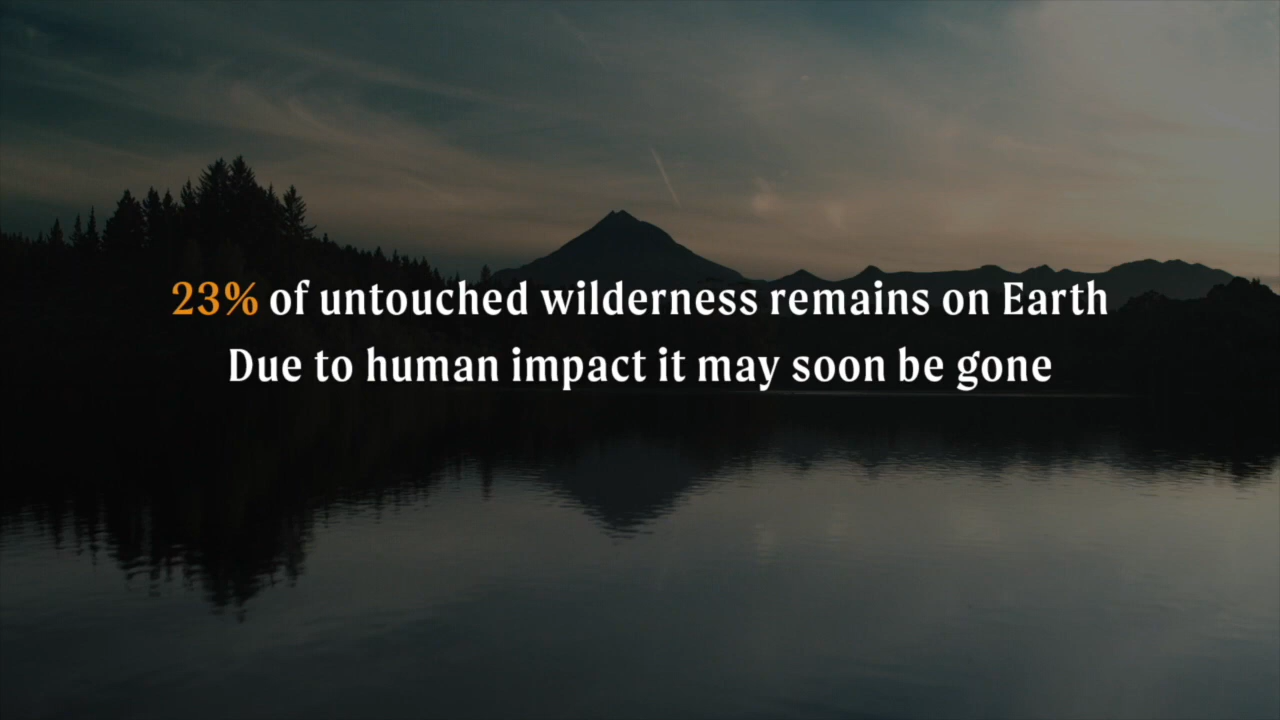 23% of untouched wilderness remains on Earth
Due to human impact it may soon be gone